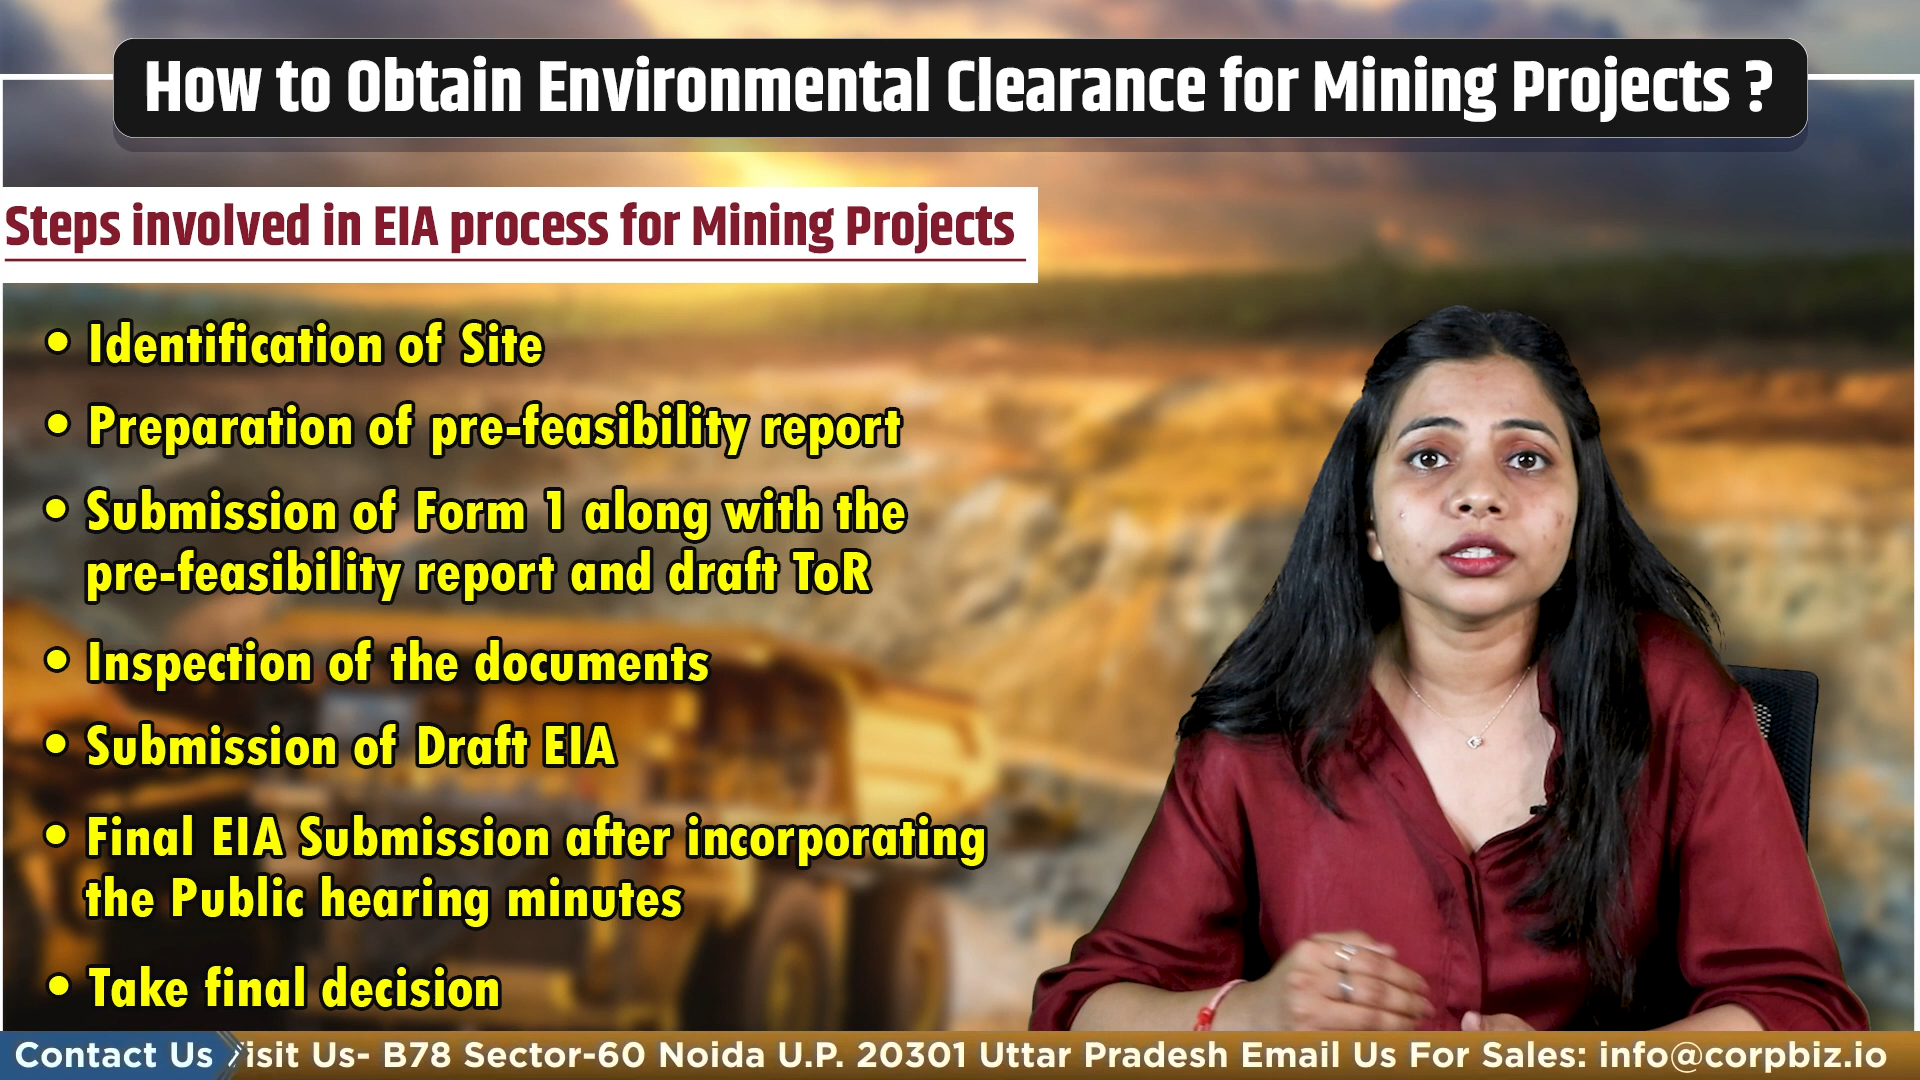 How to Obtain Environmental Clearance for Mining Projects ?
Steps involved in EIA process for Mining Projects
• Identification of Site
• Preparation of pre-feasibility report
• Submission of Form 1 along with the
pre-feasibility report and draft ToR
• Inspection of the documents
• Submission of Draft EIA
• Final EIA Submission after incorporating
the Public hearing minutes
• Take final decision
Contact Us isit Us- B78 Sector-60 Noida U.P. 20301 Uttar Pradesh Email Us For Sales: info@corpbiz.io